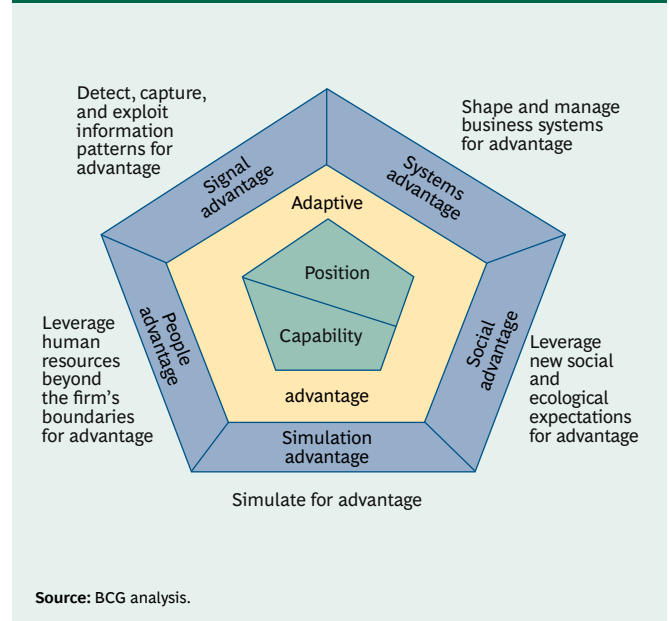 Detect, capture,
and exploit
information
patterns for
advantage
Shape and manage
business systems
for advantage
Signal
advantage
Systems
advantage
Adaptive
Position
Capability
advantage
People
advantage
Social
advantage
Leverage
human
resources
beyond
the firm’s
boundaries
for advantage
Leverage
new social
and
ecological
expectations
for advantage
Simulation
advantage
Simulate for advantage
Source: BCG analysis.